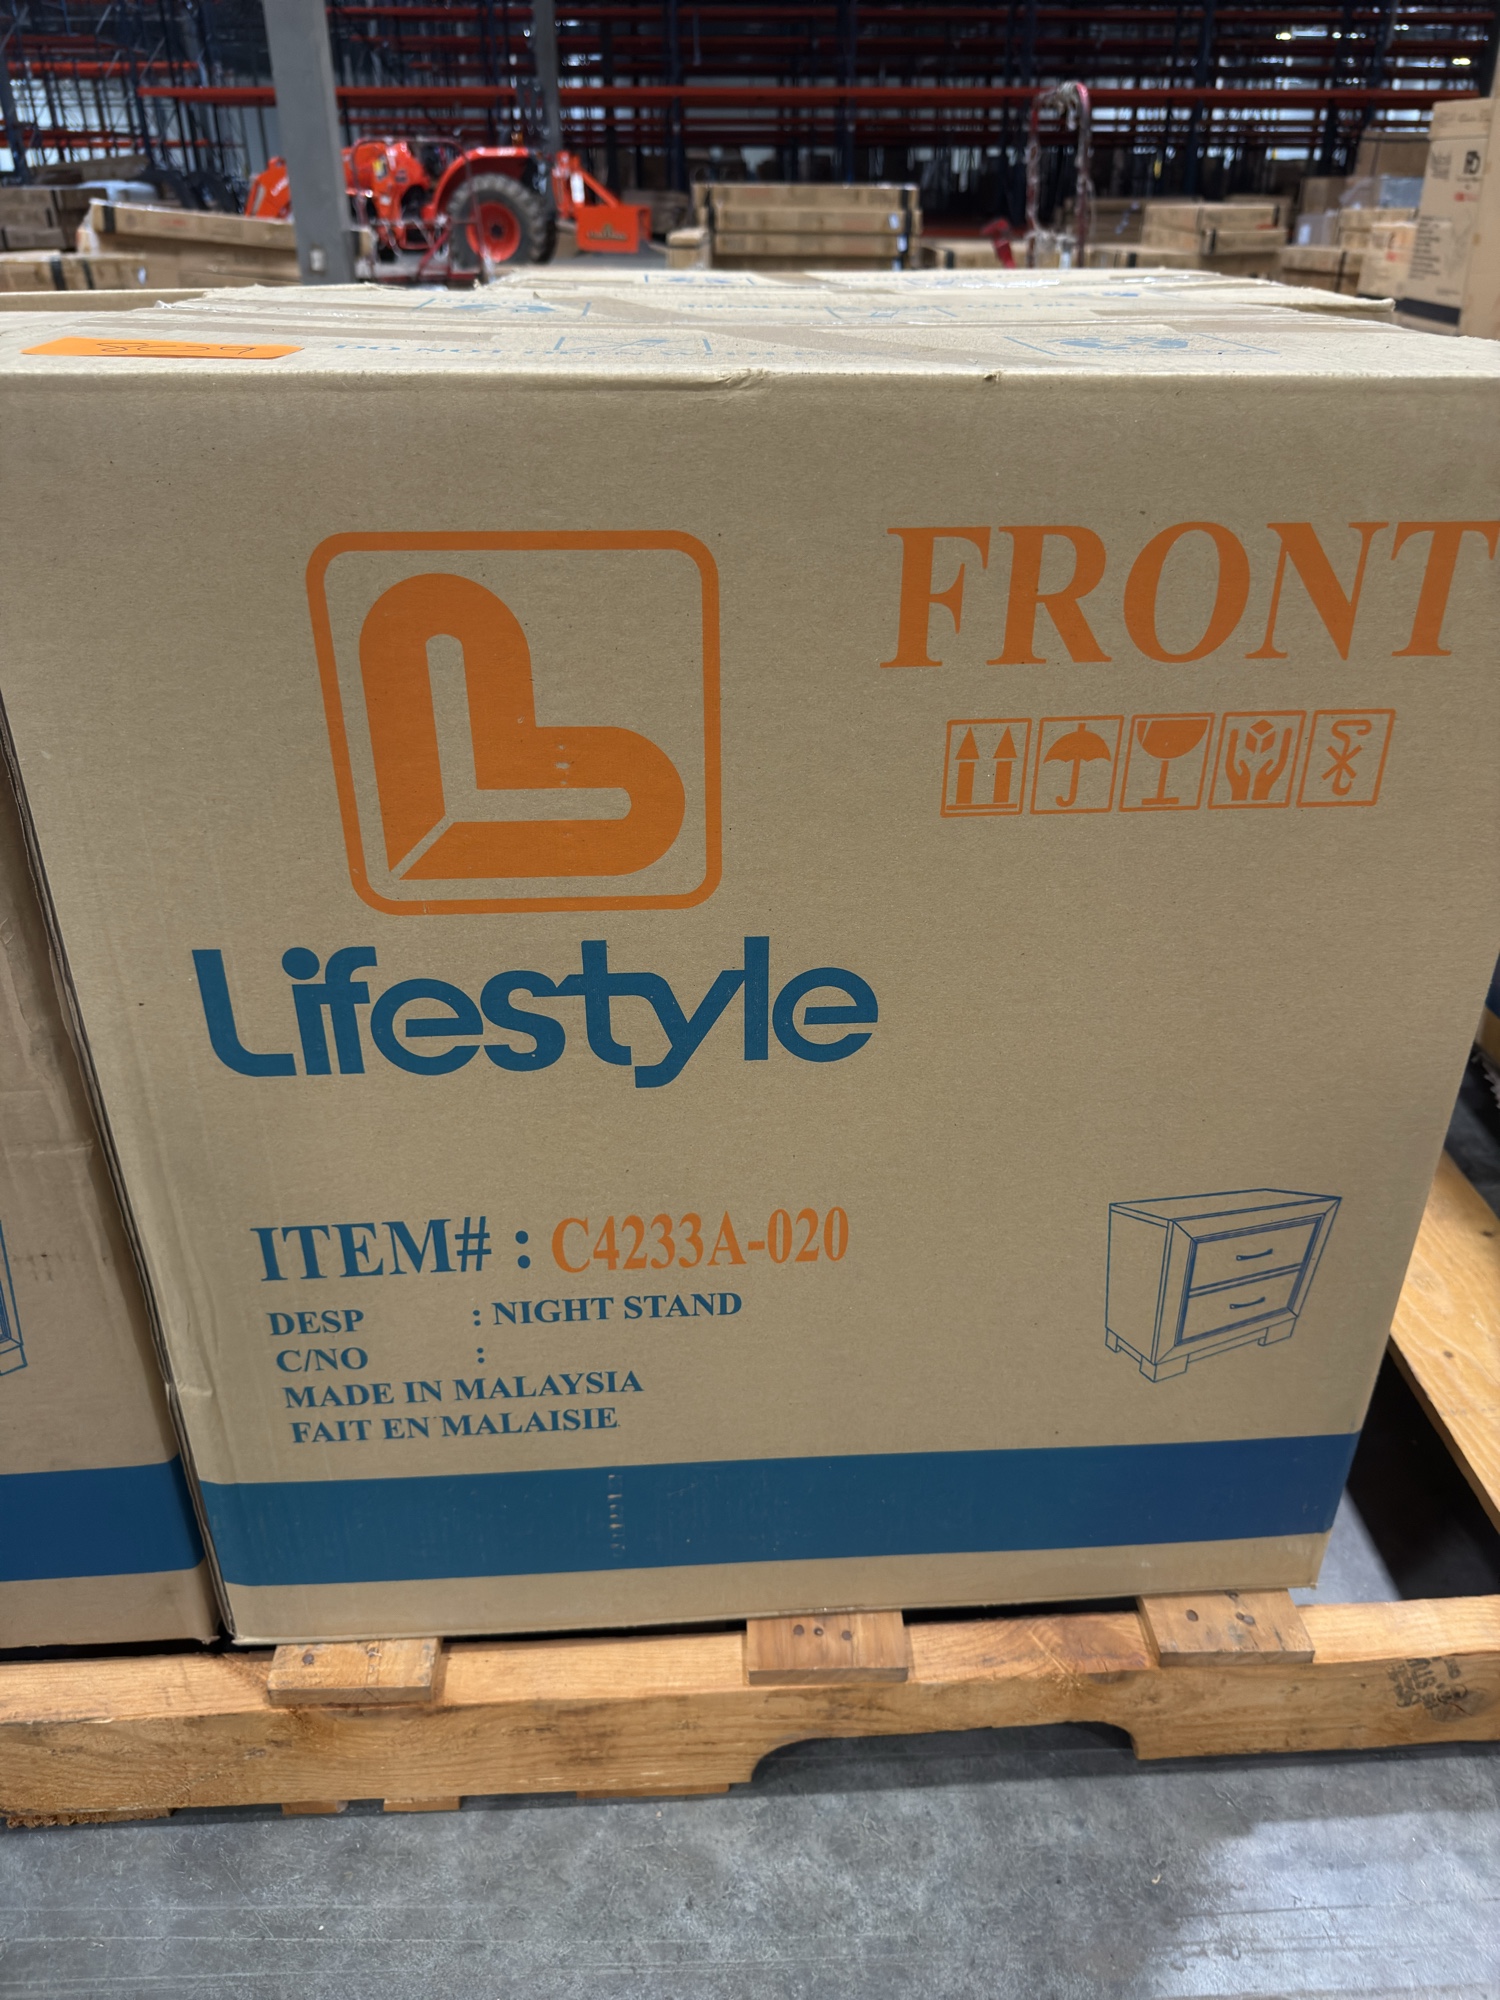 FRONT
Lifestyle
ITEM# : C4233A-020
DESP : NIGHT STAND
C/NO :
MADE IN MALAYSIA
FAIT EN MALAISIE